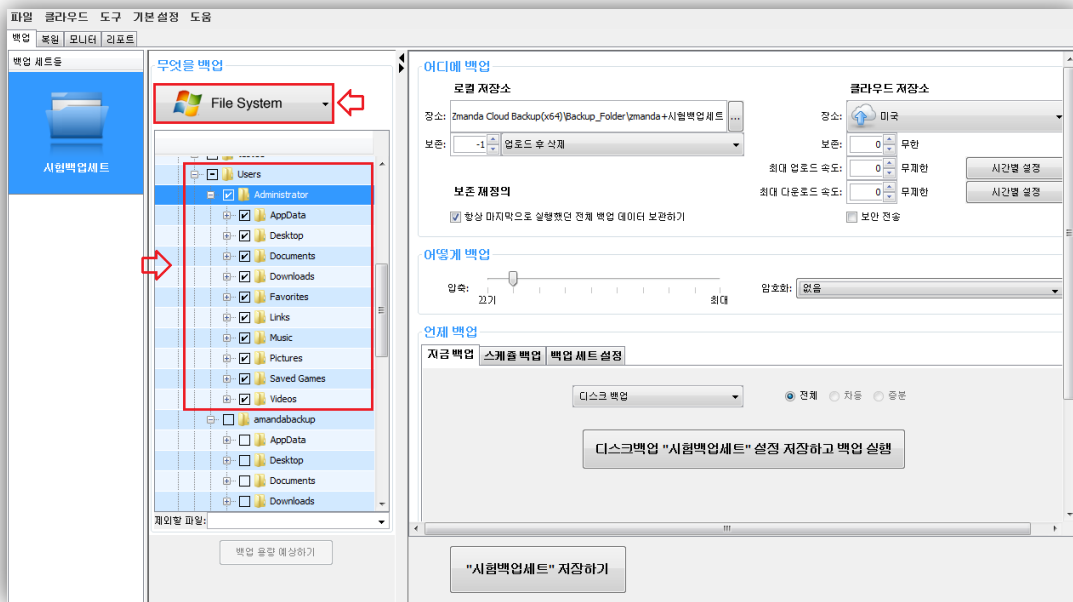 파일 클라우드 도구 기본 설정 도움
백업 복원 모니터 리포트
백업 세트들
시험백업세트
무엇을 백업
File System
Users
Administrator
AppData
Desktop
Documents
Downloads
Favorites
Links
Music
Pictures
Saved Games
Videos
amandabackup
AppData
Desktop
Documents
Downloads
제외할 파일:
백업 용량 예상하기
어디에 백업
로컬 저장소
장소: Zmanda Cloud Backup(x64)\Backup_Folder\zmanda+시험백업세트 ...
보존: -1 업로드 후 삭제
보존 재정의
항상 마지막으로 실행했던 전체 백업 데이터 보관하기
클라우드 저장소
장소: 미국
보존: 0 무한
최대 업로드 속도: 0 무제한 시간별 설정
최대 다운로드 속도: 0 무제한 시간별 설정
보안 전송
어떻게 백업
압축:
끄기 최대
암호화: 없음
언제 백업
지금 백업 스케쥴 백업 백업 세트 설정
디스크 백업 전체 차등 증분
디스크백업 "시험백업세트" 설정 저장하고 백업 실행
"시험백업세트" 저장하기